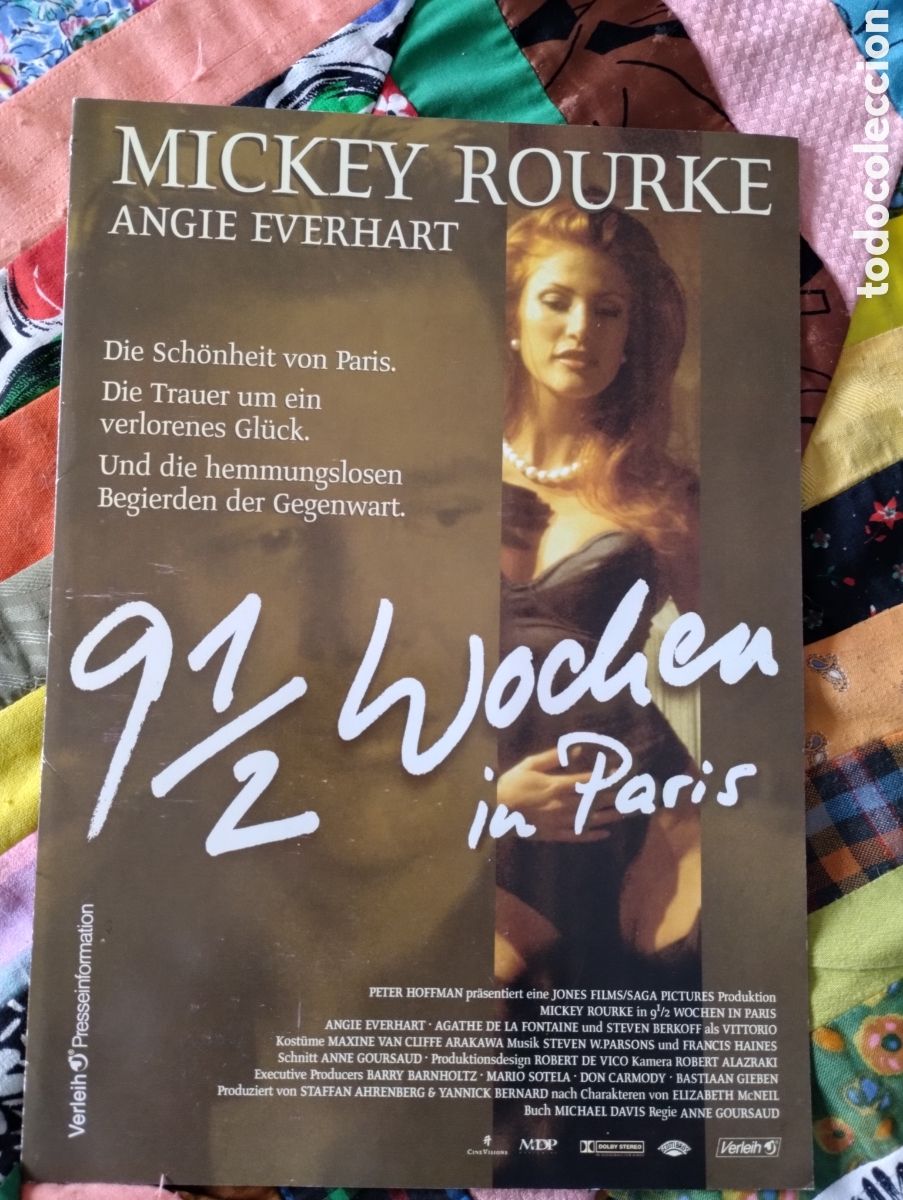 MICKEY ROURKE
ANGIE EVERHART
Die Schönheit von Paris.
Die Trauer um ein
verlorenes Glück.
Und die hemmungslosen
Begierden der Gegenwart.
9 1/2 Wochen
in Paris
Verleih Presseinformation
PETER HOFFMAN präsentiert eine JONES FILMS/SAGA PICTURES Produktion
MICKEY ROURKE in 9 1/2 WOCHEN IN PARIS
ANGIE EVERHART · AGATHE DE LA FONTAINE und STEVEN BERKOFF als VITTORIO
Kostüme MAXINE VAN CLIFFE ARAKAWA Musik STEVEN W.PARSONS und FRANCIS HAINES
Schnitt ANNE GOURSAUD · Produktionsdesign ROBERT DE VICO Kamera ROBERT ALAZRAKI
Executive Producers BARRY BARNHOLTZ · MARIO SOTELA · DON CARMODY · BASTIAAN GIEBEN
Produziert von STAFFAN AHRENBERG & YANNICK BERNARD nach Charakteren von ELIZABETH McNEIL
Buch MICHAEL DAVIS Regie ANNE GOURSAUD
CINEVISIONS
MDP
DOLBY STEREO
Verleih
todocoleccion